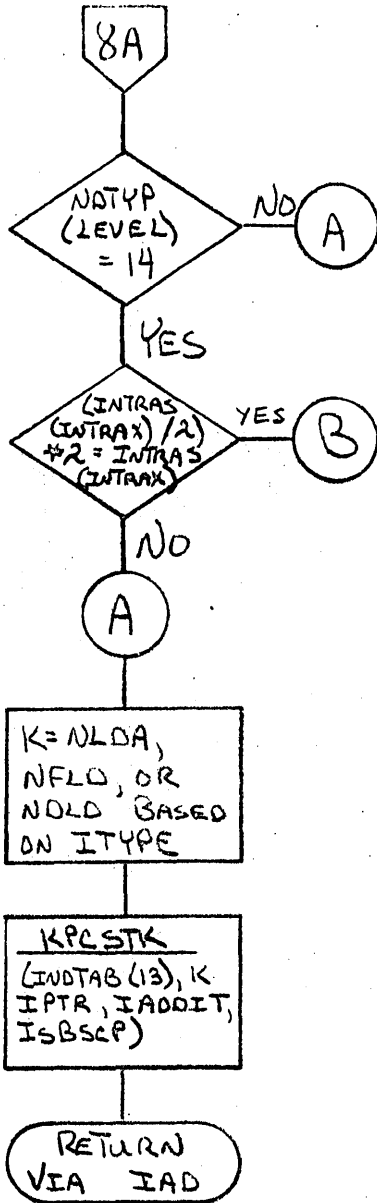 8A
NDTYP
(LEVEL)
= 14
NO
A
YES
(INTRAS
(INTRAX)/2)
*2 = INTRAS
(INTRAX)
YES
B
NO
A
K= NLDA,
NFLD, OR
NDLD BASED
ON ITYPE
KPCSTK
(INDTAB(13), K
IPTR, IADDIT,
ISBSCP)
RETURN
VIA IAD